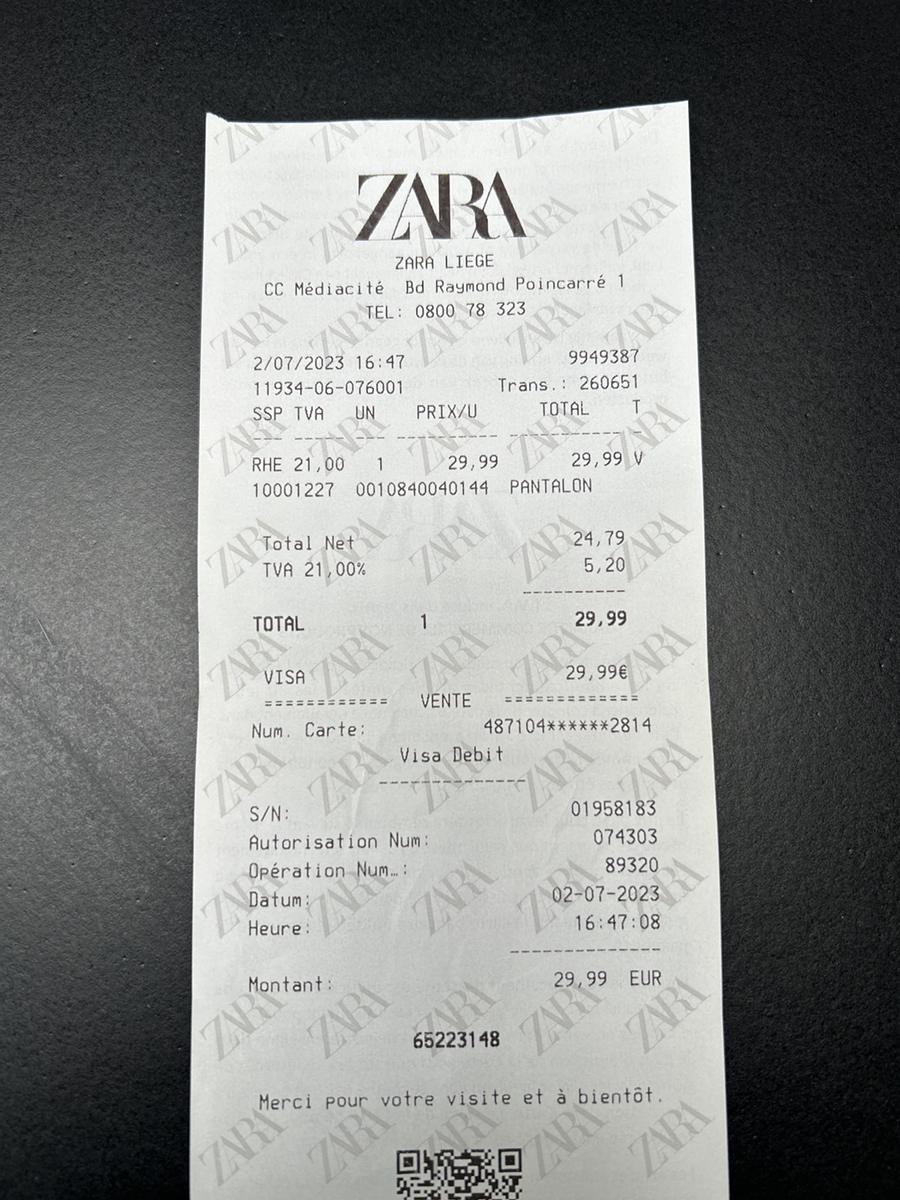 ZARA
ZARA LIEGE
CC Médiacité Bd Raymond Poincarré 1
TEL: 0800 78 323
2/07/2023 16:47 9949387
11934-06-076001 Trans.: 260651
SSP TVA UN PRIX/U TOTAL T
--- ----- --- ---------- ----------- -
RHE 21,00 1 29,99 29,99 V
10001227 0010840040144 PANTALON
Total Net 24,79
TVA 21,00% 5,20
----------
TOTAL 1 29,99
VISA 29,99€
============ VENTE =============
Num. Carte: 487104******2814
Visa Debit
--------------
S/N: 01958183
Autorisation Num: 074303
Opération Num…: 89320
Datum: 02-07-2023
Heure: 16:47:08
---------------
Montant: 29,99 EUR
65223148
Merci pour votre visite et à bientôt.